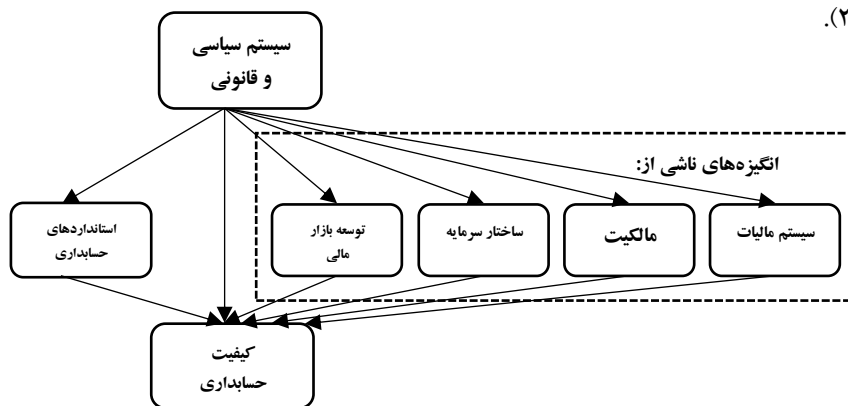 ۲).
سیستم سیاسی
و قانونی
انگیزه‌های ناشی از:
سیستم مالیات
مالکیت
ساختار سرمایه
توسعه بازار
مالی
استانداردهای
حسابداری
کیفیت
حسابداری